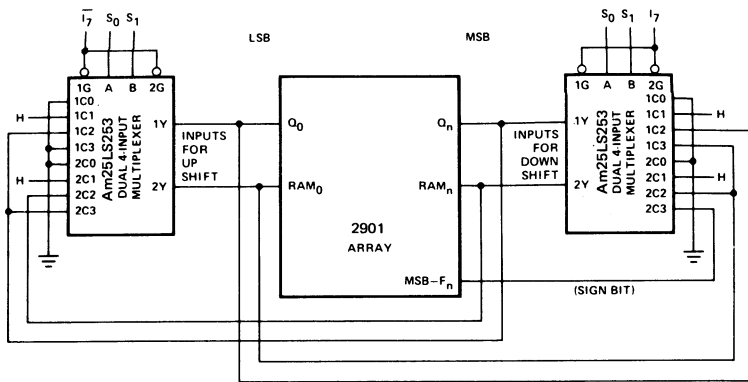 I̅7 S0 S1
LSB
MSB
S0 S1 I7
1G A B 2G
1C0
1C1
1C2
1C3
2C0
2C1
2C2
2C3
H
H
Am25LS253
DUAL 4-INPUT
MULTIPLEXER
1Y
2Y
INPUTS
FOR
UP
SHIFT
Q0
RAM0
2901
ARRAY
Qn
RAMn
MSB–Fn
INPUTS
FOR
DOWN
SHIFT
1G A B 2G
1Y
2Y
Am25LS253
DUAL 4-INPUT
MULTIPLEXER
1C0
1C1
1C2
1C3
2C0
2C1
2C2
2C3
H
H
(SIGN BIT)